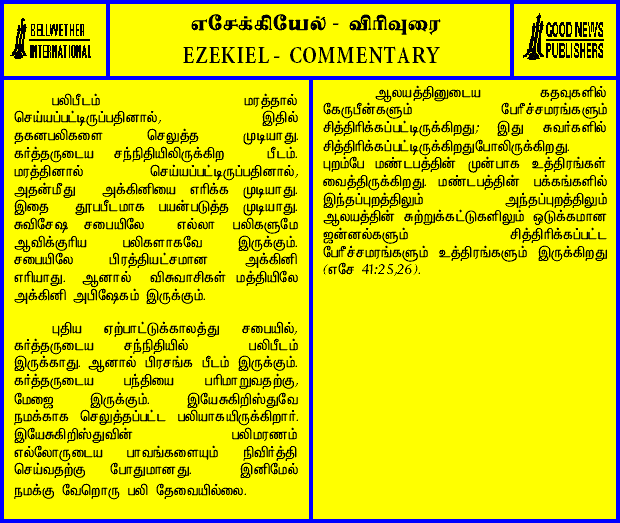 BELLWETHER
INTERNATIONAL
எசேக்கியேல் - விரிவுரை
EZEKIEL - COMMENTARY
GOOD NEWS
PUBLISHERS
பலிபீடம் மரத்தால்
செய்யப்பட்டிருப்பதினால், இதில்
தகனபலிகளை செலுத்த முடியாது.
கர்த்தருடைய சந்நிதியிலிருக்கிற பீடம்.
மரத்தினால் செய்யப்பட்டிருப்பதினால்,
அதன்மீது அக்கினியை எரிக்க முடியாது.
இதை தூபபீடமாக பயன்படுத்த முடியாது.
சுவிசேஷ சபையிலே எல்லா பலிகளுமே
ஆவிக்குரிய பலிகளாகவே இருக்கும்.
சபையிலே பிரத்தியட்சமான அக்கினி
எரியாது. ஆனால் விசுவாசிகள் மத்தியிலே
அக்கினி அபிஷேகம் இருக்கும்.
புதிய ஏற்பாட்டுக்காலத்து சபையில்,
கர்த்தருடைய சந்நிதியில் பலிபீடம்
இருக்காது. ஆனால் பிரசங்க பீடம் இருக்கும்.
கர்த்தருடைய பந்தியை பரிமாறுவதற்கு,
மேஜை இருக்கும். இயேசுகிறிஸ்துவே
நமக்காக செலுத்தப்பட்ட பலியாகயிருக்கிறார்.
இயேசுகிறிஸ்துவின் பலிமரணம்
எல்லோருடைய பாவங்களையும் நிவிர்த்தி
செய்வதற்கு போதுமானது. இனிமேல்
நமக்கு வேறொரு பலி தேவையில்லை.
ஆலயத்தினுடைய கதவுகளில்
கேருபீன்களும் பேரீச்சமரங்களும்
சித்திரிக்கப்பட்டிருக்கிறது; இது சுவர்களில்
சித்திரிக்கப்பட்டிருக்கிறதுபோலிருக்கிறது.
புறம்பே மண்டபத்தின் முன்பாக உத்திரங்கள்
வைத்திருக்கிறது. மண்டபத்தின் பக்கங்களில்
இந்தப்புறத்திலும் அந்தப்புறத்திலும்
ஆலயத்தின் சுற்றுக்கட்டுகளிலும் ஒடுக்கமான
ஜன்னல்களும் சித்திரிக்கப்பட்ட
பேரீச்சமரங்களும் உத்திரங்களும் இருக்கிறது
(எசே 41:25,26).